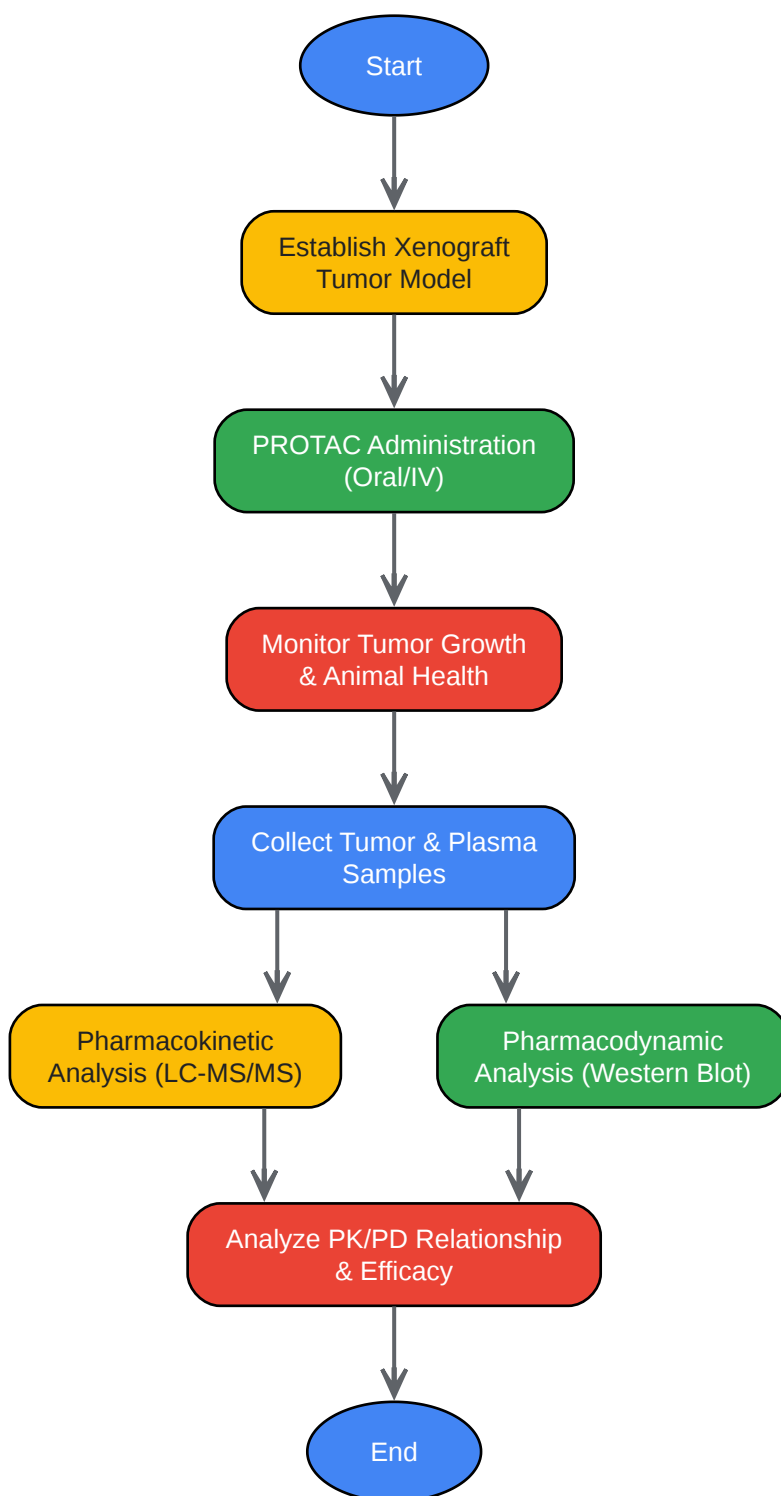 Start
Establish Xenograft
Tumor Model
PROTAC Administration
(Oral/IV)
Monitor Tumor Growth
& Animal Health
Collect Tumor & Plasma
Samples
Pharmacokinetic
Analysis (LC-MS/MS)
Pharmacodynamic
Analysis (Western Blot)
Analyze PK/PD Relationship
& Efficacy
End